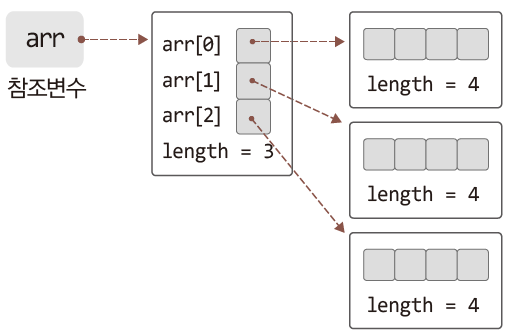 arr
참조변수
arr[0]
arr[1]
arr[2]
length = 3
length = 4
length = 4
length = 4